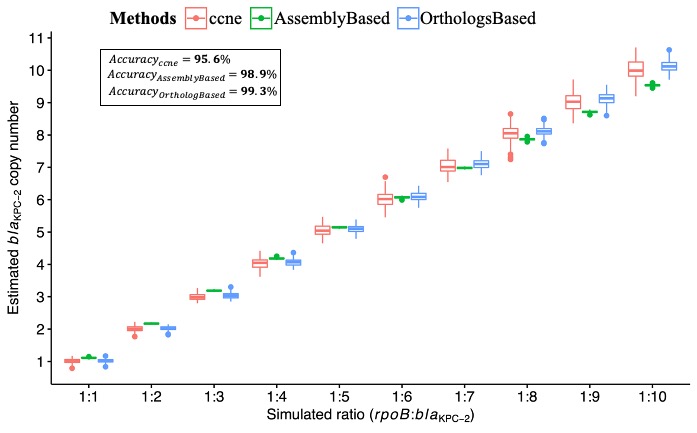 Methods ccne AssemblyBased OrthologsBased
Accuracy_ccne = 95.6%
Accuracy_AssemblyBased = 98.9%
Accuracy_OrthologBased = 99.3%
Estimated bla_KPC−2 copy number
11
10
9
8
7
6
5
4
3
2
1
1:1 1:2 1:3 1:4 1:5 1:6 1:7 1:8 1:9 1:10
Simulated ratio (rpoB:bla_KPC−2)